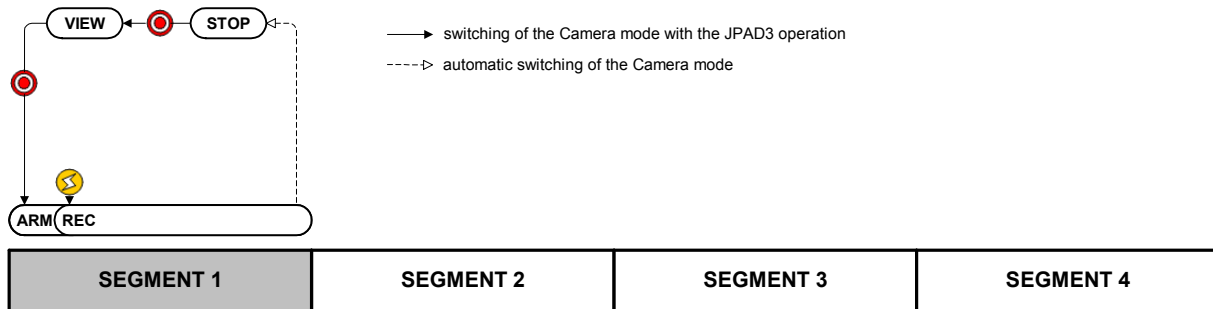 VIEW
STOP
switching of the Camera mode with the JPAD3 operation
automatic switching of the Camera mode
ARM
REC
SEGMENT 1
SEGMENT 2
SEGMENT 3
SEGMENT 4